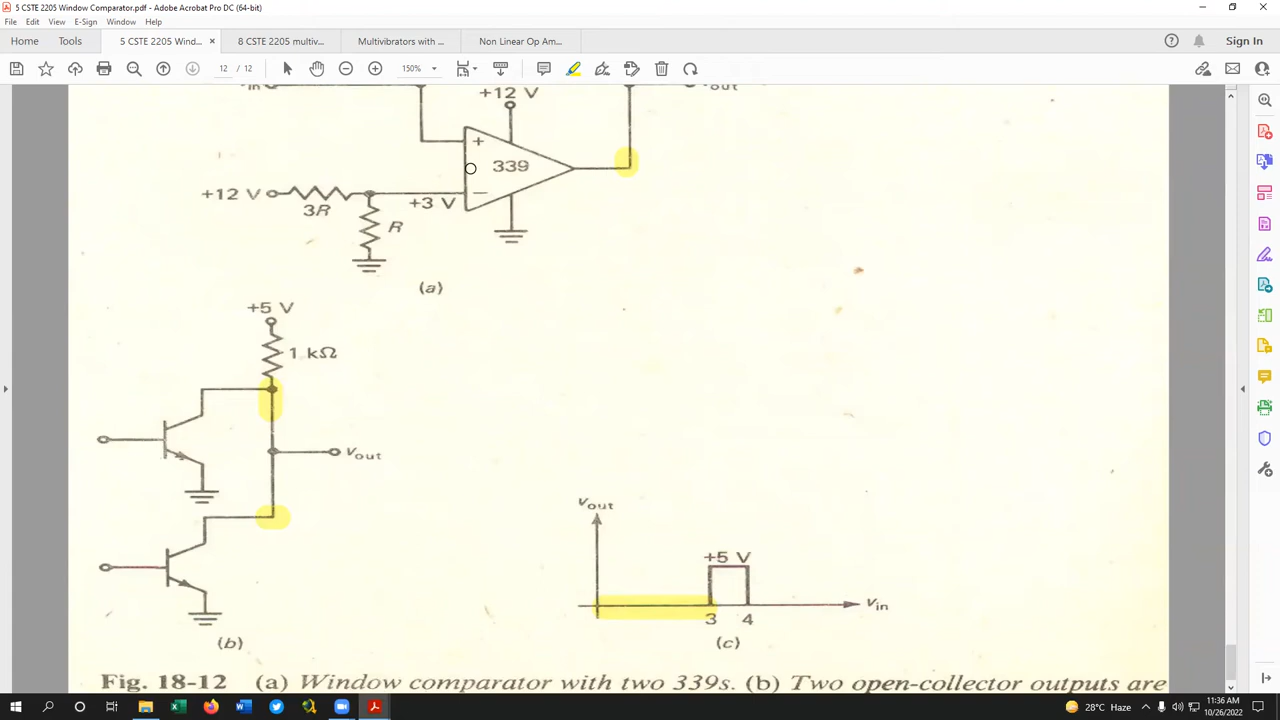 5 CSTE 2205 Window Comparator.pdf - Adobe Acrobat Pro DC (64-bit)
File Edit View E-Sign Window Help
Home Tools 5 CSTE 2205 Wind... × 8 CSTE 2205 multiv... Multivibrators with ... Non Linear Op Am... Sign In
12 / 12 150%
+12 V
+
339
+12 V
3R
+3 V
−
R
(a)
+5 V
1 kΩ
vout
vout
+5 V
vin
3 4
(b) (c)
Fig. 18-12 (a) Window comparator with two 339s. (b) Two open-collector outputs are
28°C Haze
11:36 AM
10/26/2022